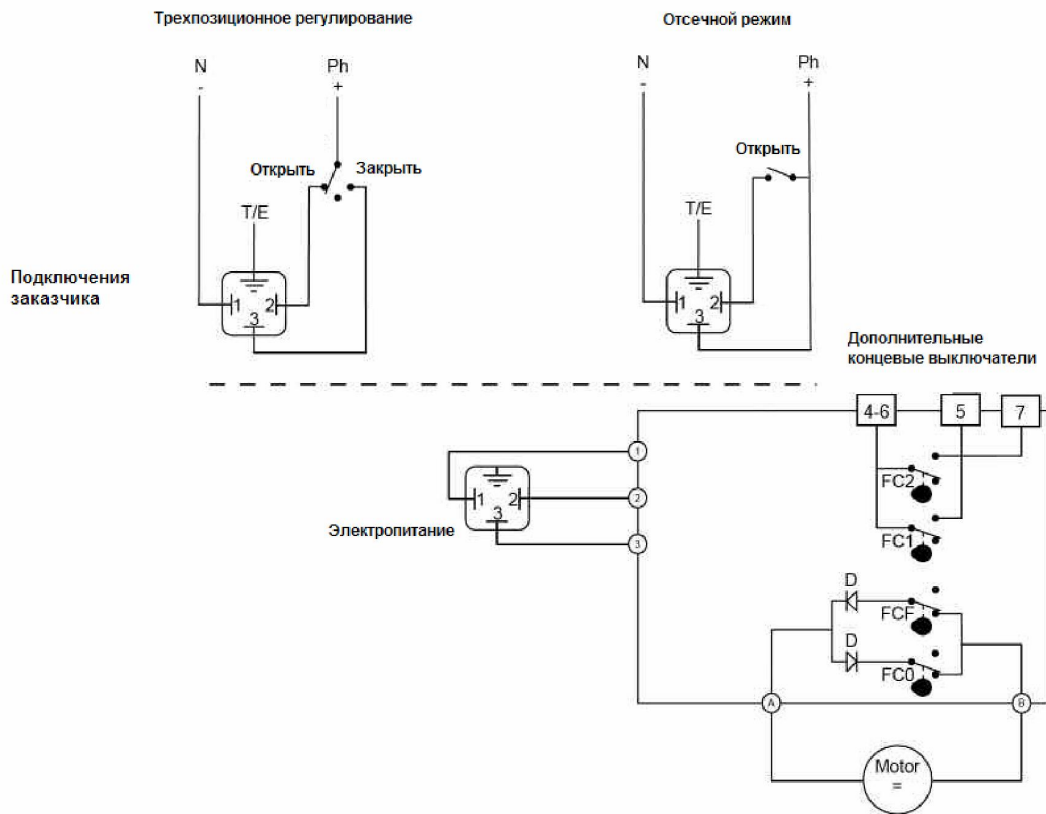 Трехпозиционное регулирование
Отсечной режим
N
-
Ph
+
N
-
Ph
+
Открыть
Закрыть
Открыть
T/E
T/E
1 2
3
1 2
3
Подключения
заказчика
Дополнительные
концевые выключатели
4-6
5
7
1
FC2
1 2
3
2
Электропитание
3
FC1
D
FCF
D
FC0
A
B
Motor
=